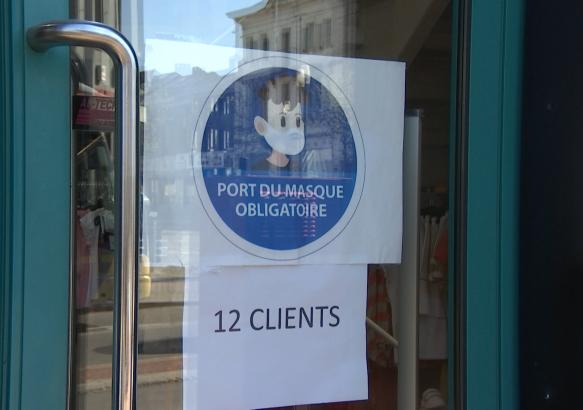 PORT DU MASQUE
OBLIGATOIRE
12 CLIENTS